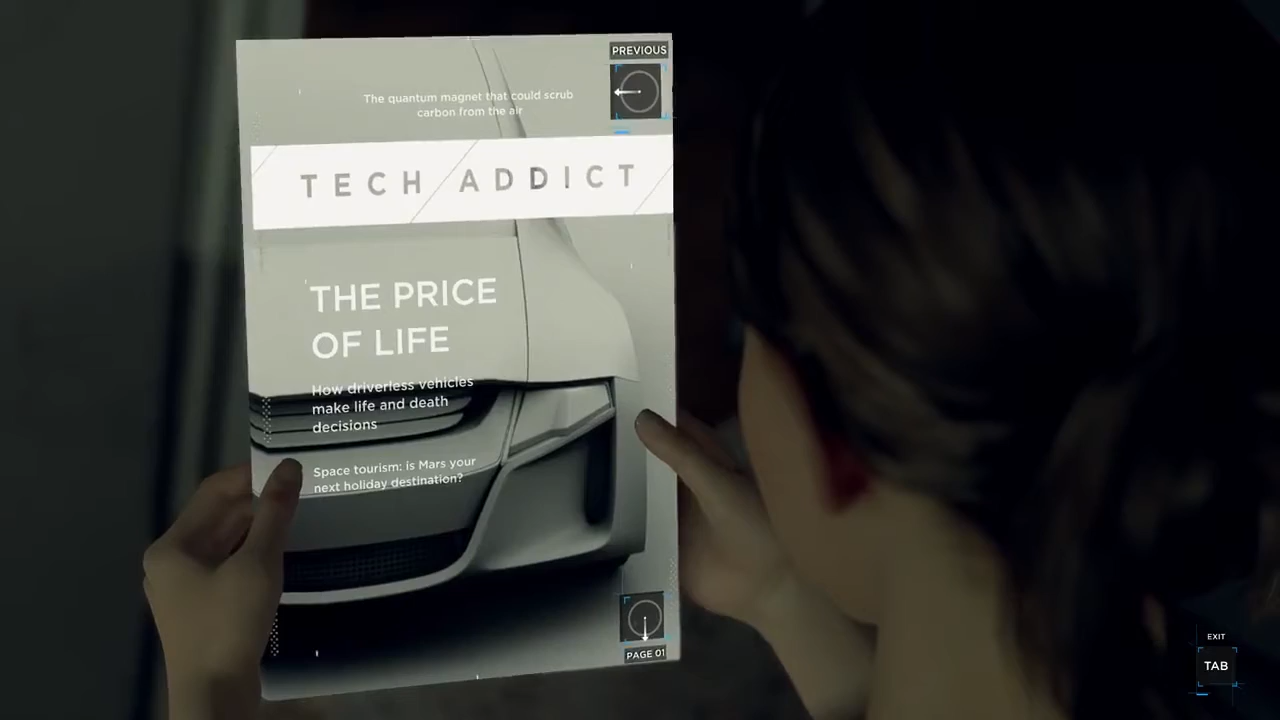 PREVIOUS
The quantum magnet that could scrub
carbon from the air
TECH ADDICT
THE PRICE
OF LIFE
How driverless vehicles
make life and death
decisions
Space tourism: is Mars your
next holiday destination?
PAGE 01
EXIT
TAB